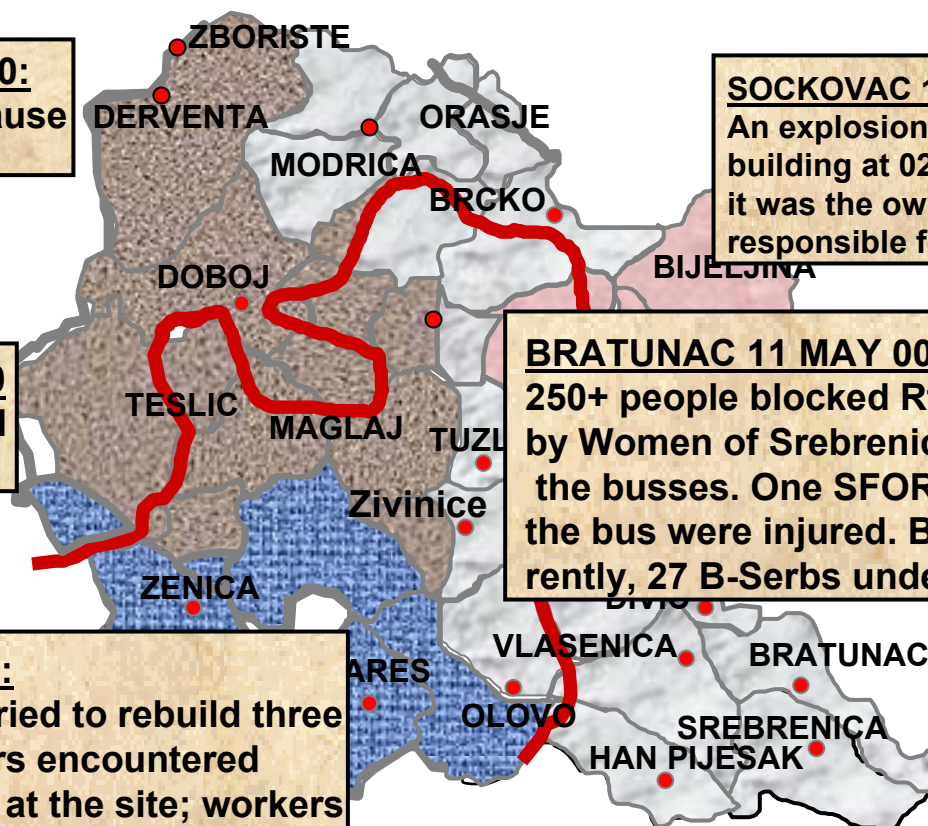 ZBORISTE
0:
ause
DERVENTA
ORASJE
SOCKOVAC 1
An explosion
building at 02
it was the ow
responsible f
MODRICA
BRCKO
BIJELJINA
DOBOJ
TESLIC
MAGLAJ
TUZL
BRATUNAC 11 MAY 00
250+ people blocked R
by Women of Srebreni
the busses. One SFOR
the bus were injured. B
rently, 27 B-Serbs unde
Zivinice
ZENICA
:
ried to rebuild three
rs encountered
at the site; workers
ARES
VLASENICA
BRATUNAC
OLOVO
SREBRENICA
HAN PIJESAK